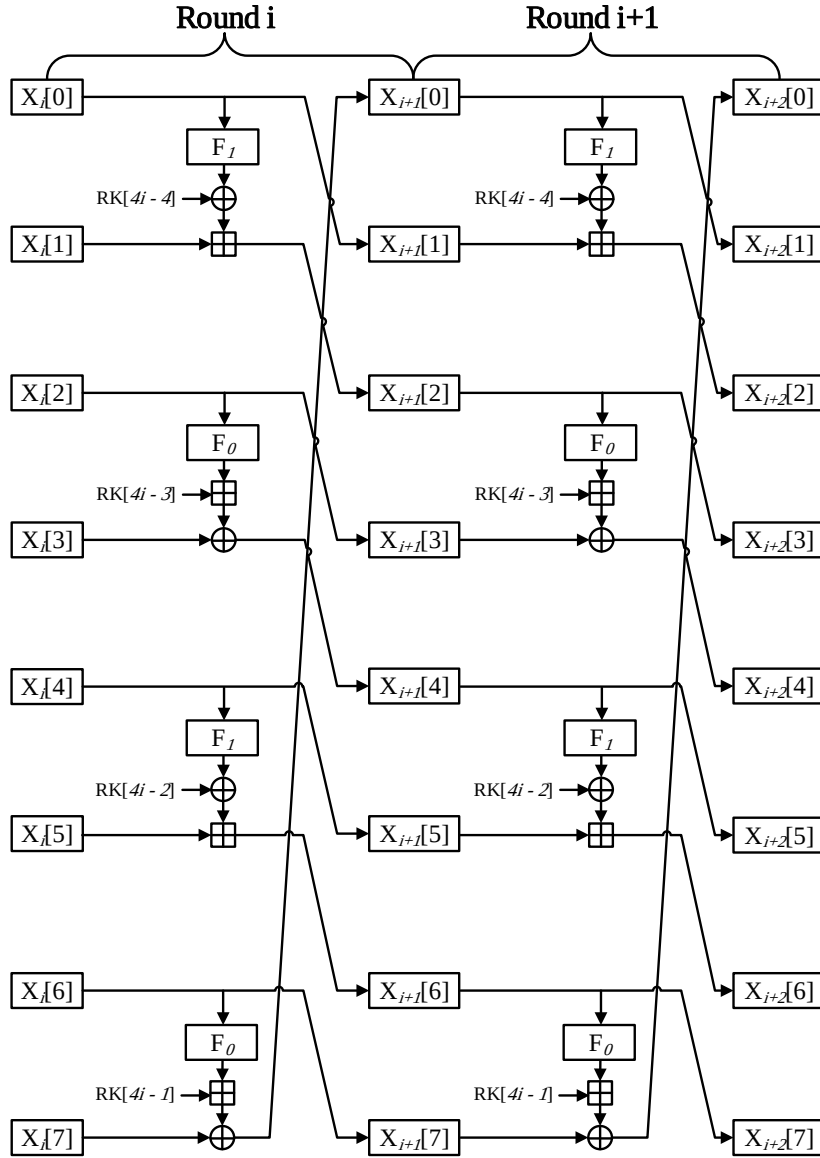 Round i Round i+1
X_i[0] X_{i+1}[0] X_{i+2}[0]
F_1 F_1
RK[4i - 4] RK[4i - 4]
X_i[1] X_{i+1}[1] X_{i+2}[1]
X_i[2] X_{i+1}[2] X_{i+2}[2]
F_0 F_0
RK[4i - 3] RK[4i - 3]
X_i[3] X_{i+1}[3] X_{i+2}[3]
X_i[4] X_{i+1}[4] X_{i+2}[4]
F_1 F_1
RK[4i - 2] RK[4i - 2]
X_i[5] X_{i+1}[5] X_{i+2}[5]
X_i[6] X_{i+1}[6] X_{i+2}[6]
F_0 F_0
RK[4i - 1] RK[4i - 1]
X_i[7] X_{i+1}[7] X_{i+2}[7]